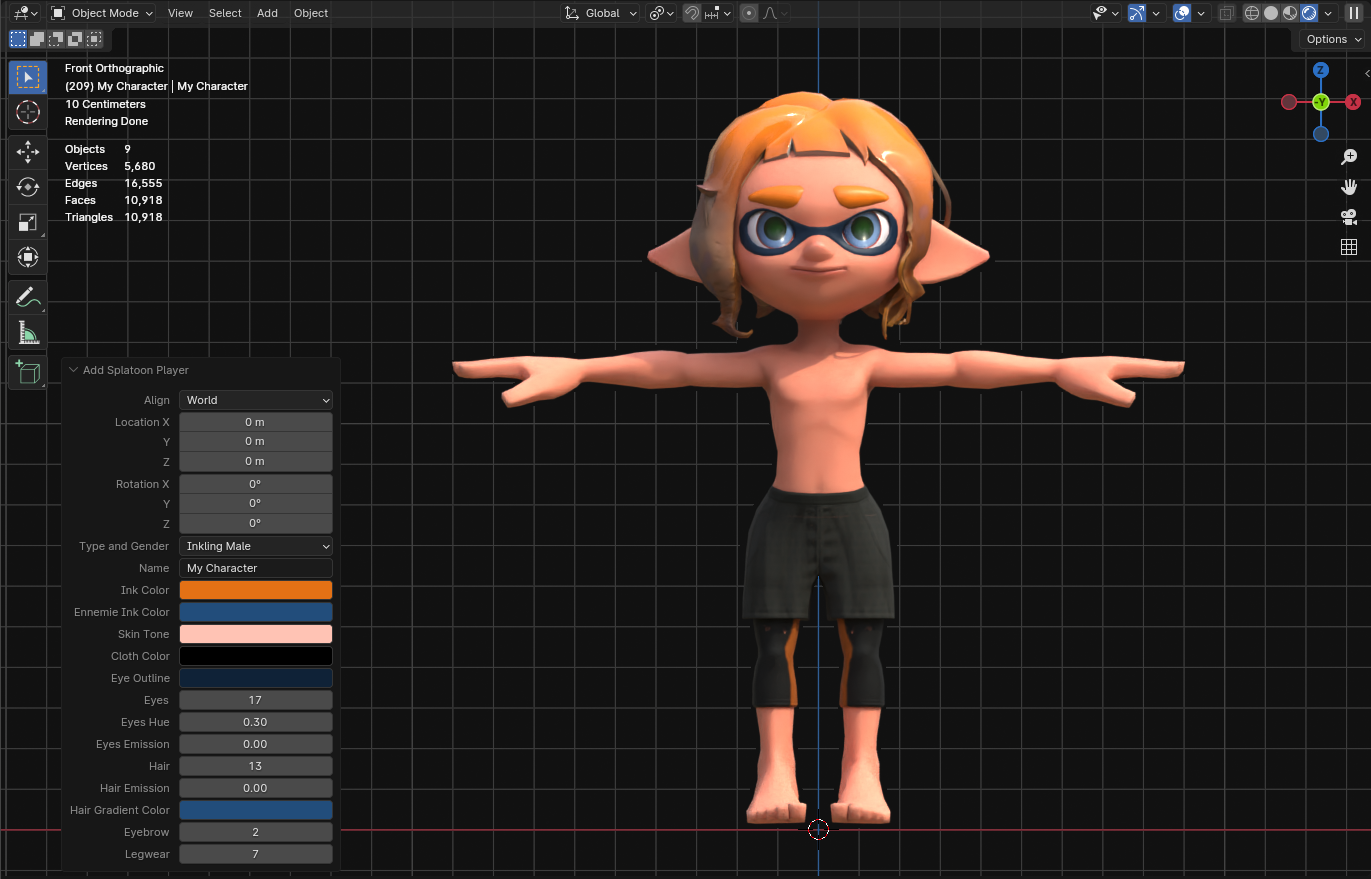 Object Mode View Select Add Object Global
Options
Front Orthographic
(209) My Character | My Character
10 Centimeters
Rendering Done
Objects 9
Vertices 5,680
Edges 16,555
Faces 10,918
Triangles 10,918
Z
-Y X
Add Splatoon Player
Align World
Location X 0 m
Y 0 m
Z 0 m
Rotation X 0°
Y 0°
Z 0°
Type and Gender Inkling Male
Name My Character
Ink Color
Ennemie Ink Color
Skin Tone
Cloth Color
Eye Outline
Eyes 17
Eyes Hue 0.30
Eyes Emission 0.00
Hair 13
Hair Emission 0.00
Hair Gradient Color
Eyebrow 2
Legwear 7